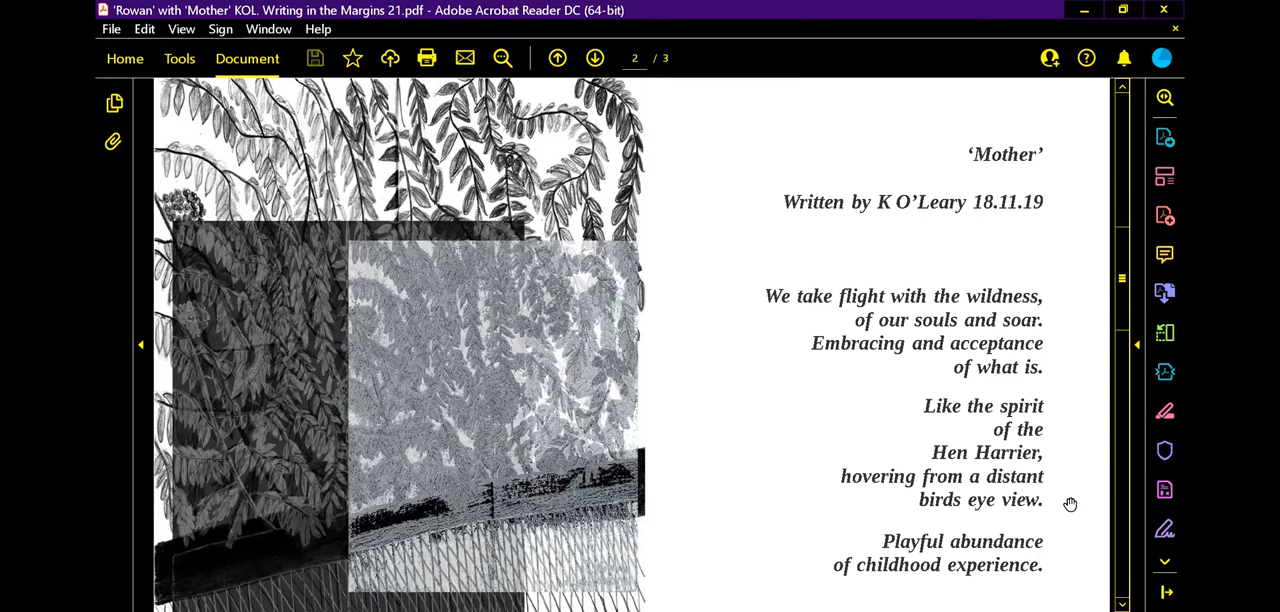 'Rowan' with 'Mother' KOL. Writing in the Margins 21.pdf - Adobe Acrobat Reader DC (64-bit)
File Edit View Sign Window Help
Home Tools Document 2 / 3
‘Mother’
Written by K O’Leary 18.11.19
We take flight with the wildness,
of our souls and soar.
Embracing and acceptance
of what is.
Like the spirit
of the
Hen Harrier,
hovering from a distant
birds eye view.
Playful abundance
of childhood experience.